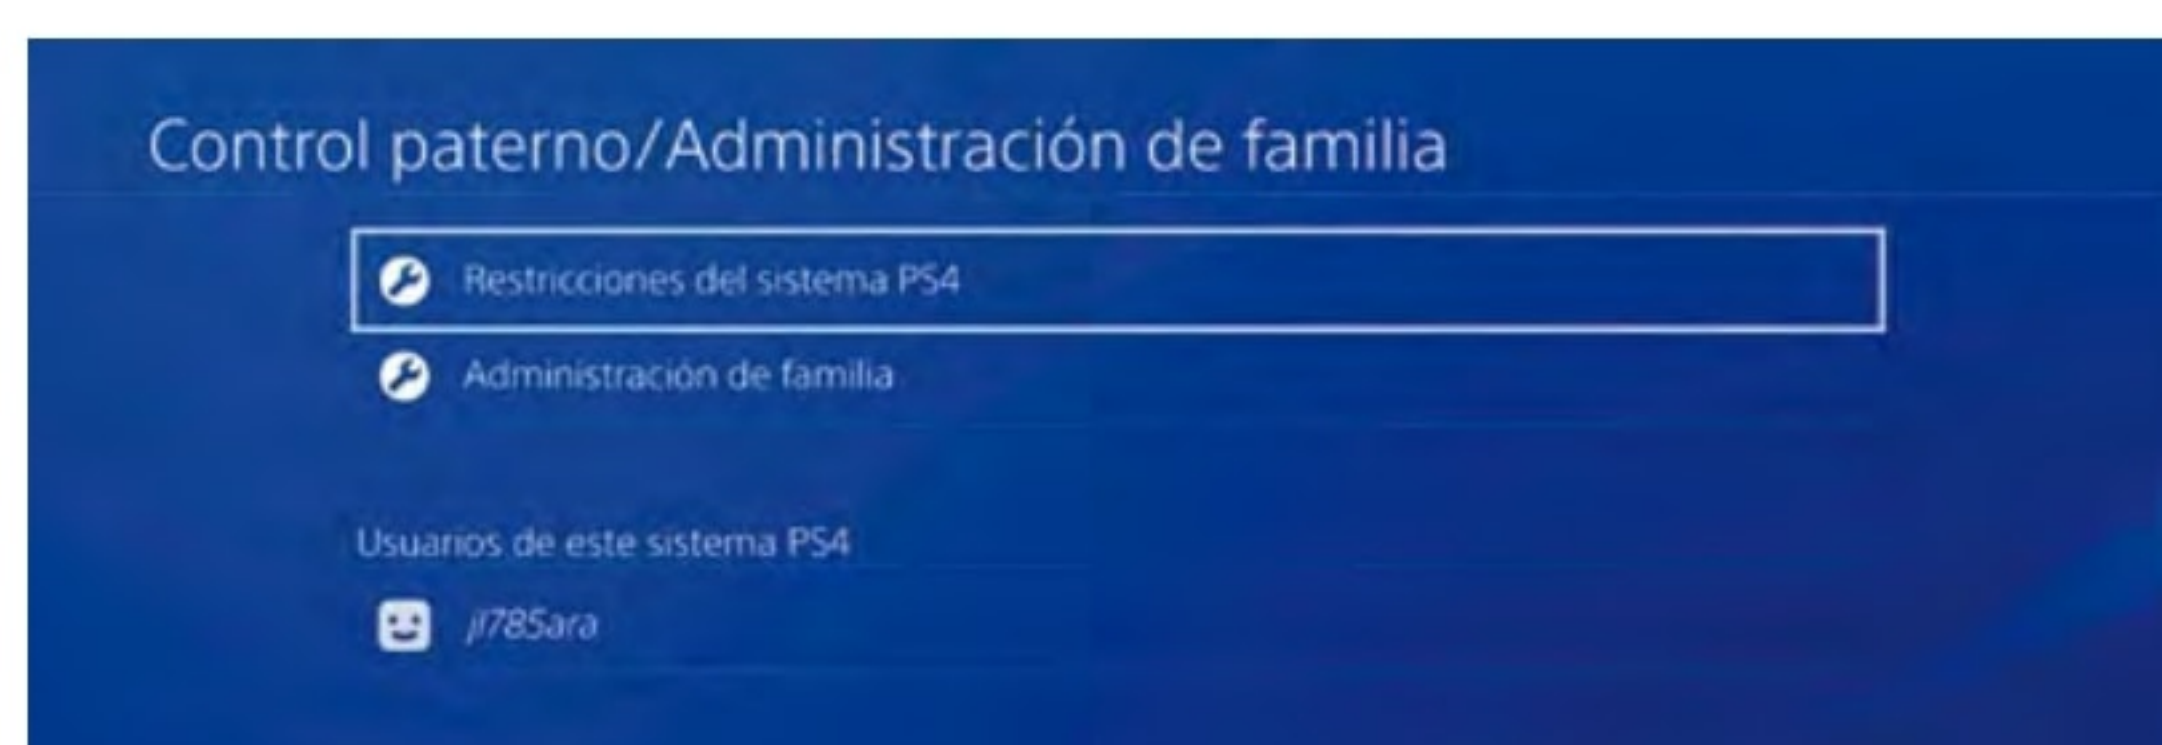 Control paterno/Administración de familia
Restricciones del sistema PS4
Administración de familia
Usuarios de este sistema PS4
jl785ara